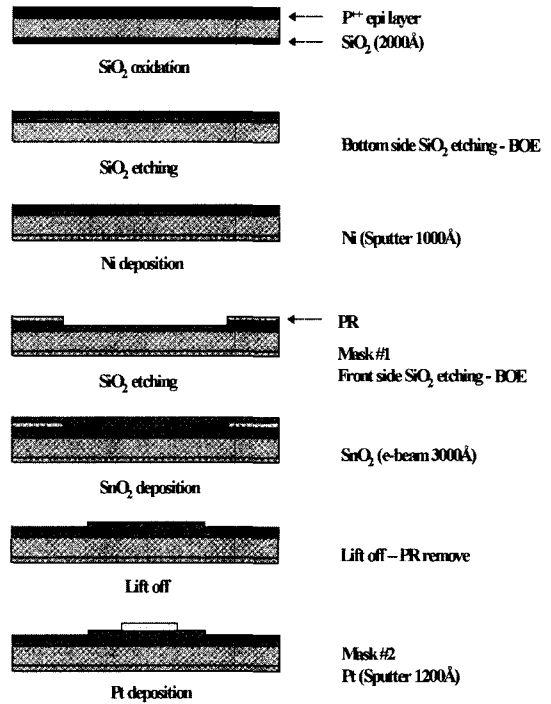 P⁺⁺ epi layer
SiO₂ (2000Å)
SiO₂ oxidation
Bottom side SiO₂ etching - BOE
SiO₂ etching
Ni (Sputter 1000Å)
Ni deposition
PR
Mask #1
Front side SiO₂ etching - BOE
SiO₂ etching
SnO₂ (e-beam 3000Å)
SnO₂ deposition
Lift off – PR remove
Lift off
Mask #2
Pt (Sputter 1200Å)
Pt deposition